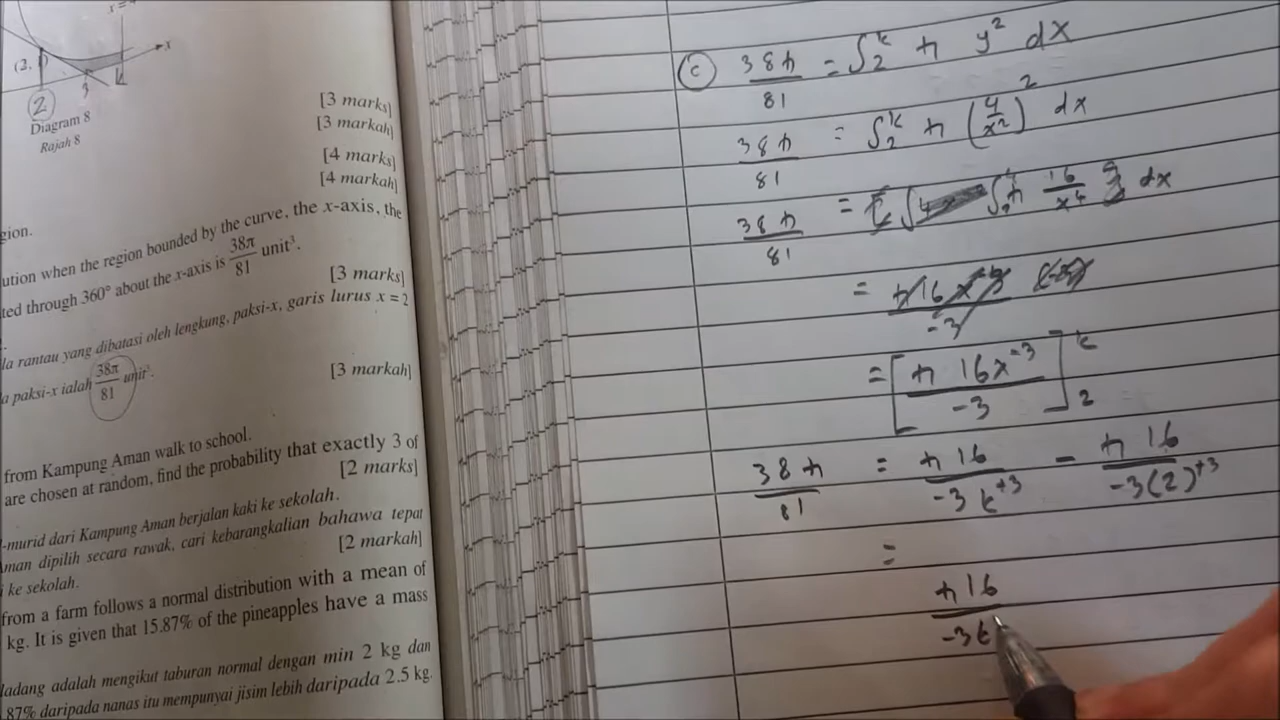 x
(2,
2
3
k
Diagram 8
Rajah 8
[3 marks]
[3 markah]
[4 marks]
[4 markah]
gion.
ution when the region bounded by the curve, the x-axis, the
ted through 360° about the x-axis is 38π/81 unit³.
[3 marks]
la rantau yang dibatasi oleh lengkung, paksi-x, garis lurus x = 2
a paksi-x ialah 38π/81 unit³.
[3 markah]
from Kampung Aman walk to school.
are chosen at random, find the probability that exactly 3 of
[2 marks]
-murid dari Kampung Aman berjalan kaki ke sekolah.
man dipilih secara rawak, cari kebarangkalian bahawa tepat
i ke sekolah.
[2 markah]
from a farm follows a normal distribution with a mean of
kg. It is given that 15.87% of the pineapples have a mass
ladang adalah mengikut taburan normal dengan min 2 kg dan
87% daripada nanas itu mempunyai jisim lebih daripada 2.5 kg.
(c) 38π/81 = ∫₂ᵏ π y² dx
38π/81 = ∫₂ᵏ π (4/x²)² dx
38π/81 = ∫₂ᵏ π 16/x⁴ dx
=
= [π 16x⁻³/-3]₂ᵏ
38π/81 = π16/-3k⁺³ - π16/-3(2)⁺³
=
π16/-3k